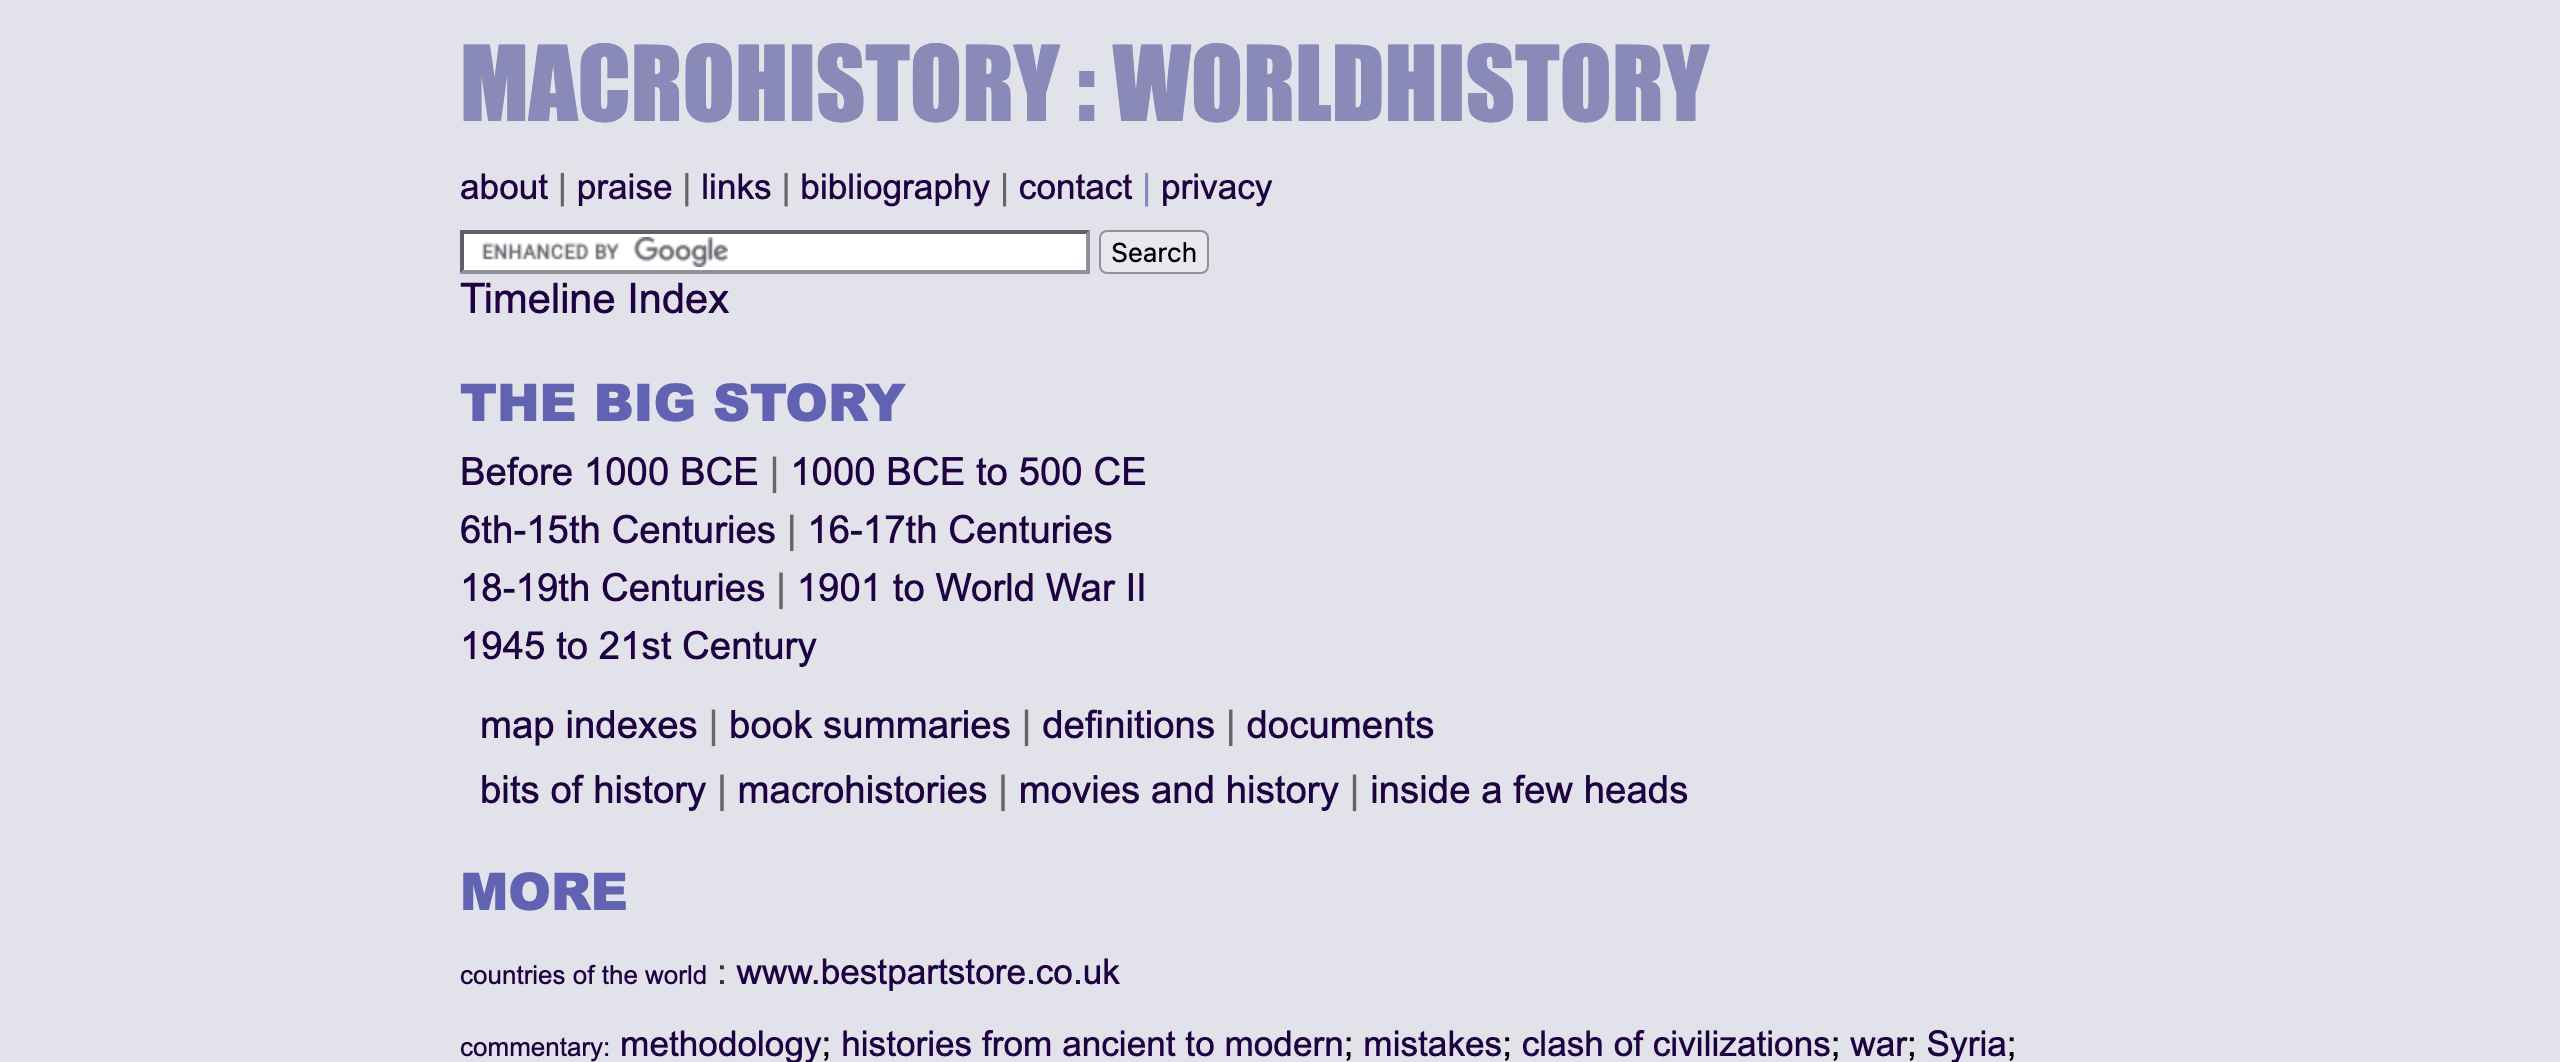 MACROHISTORY : WORLDHISTORY
about | praise | links | bibliography | contact | privacy
ENHANCED BY Google Search
Timeline Index
THE BIG STORY
Before 1000 BCE | 1000 BCE to 500 CE
6th-15th Centuries | 16-17th Centuries
18-19th Centuries | 1901 to World War II
1945 to 21st Century
map indexes | book summaries | definitions | documents
bits of history | macrohistories | movies and history | inside a few heads
MORE
countries of the world : www.bestpartstore.co.uk
commentary: methodology; histories from ancient to modern; mistakes; clash of civilizations; war; Syria;